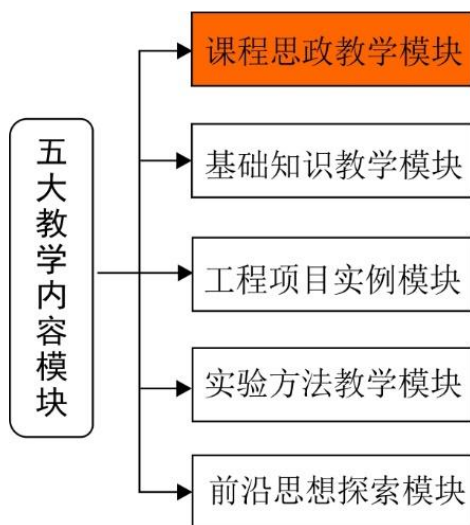 五大教学内容模块
课程思政教学模块
基础知识教学模块
工程项目实例模块
实验方法教学模块
前沿思想探索模块